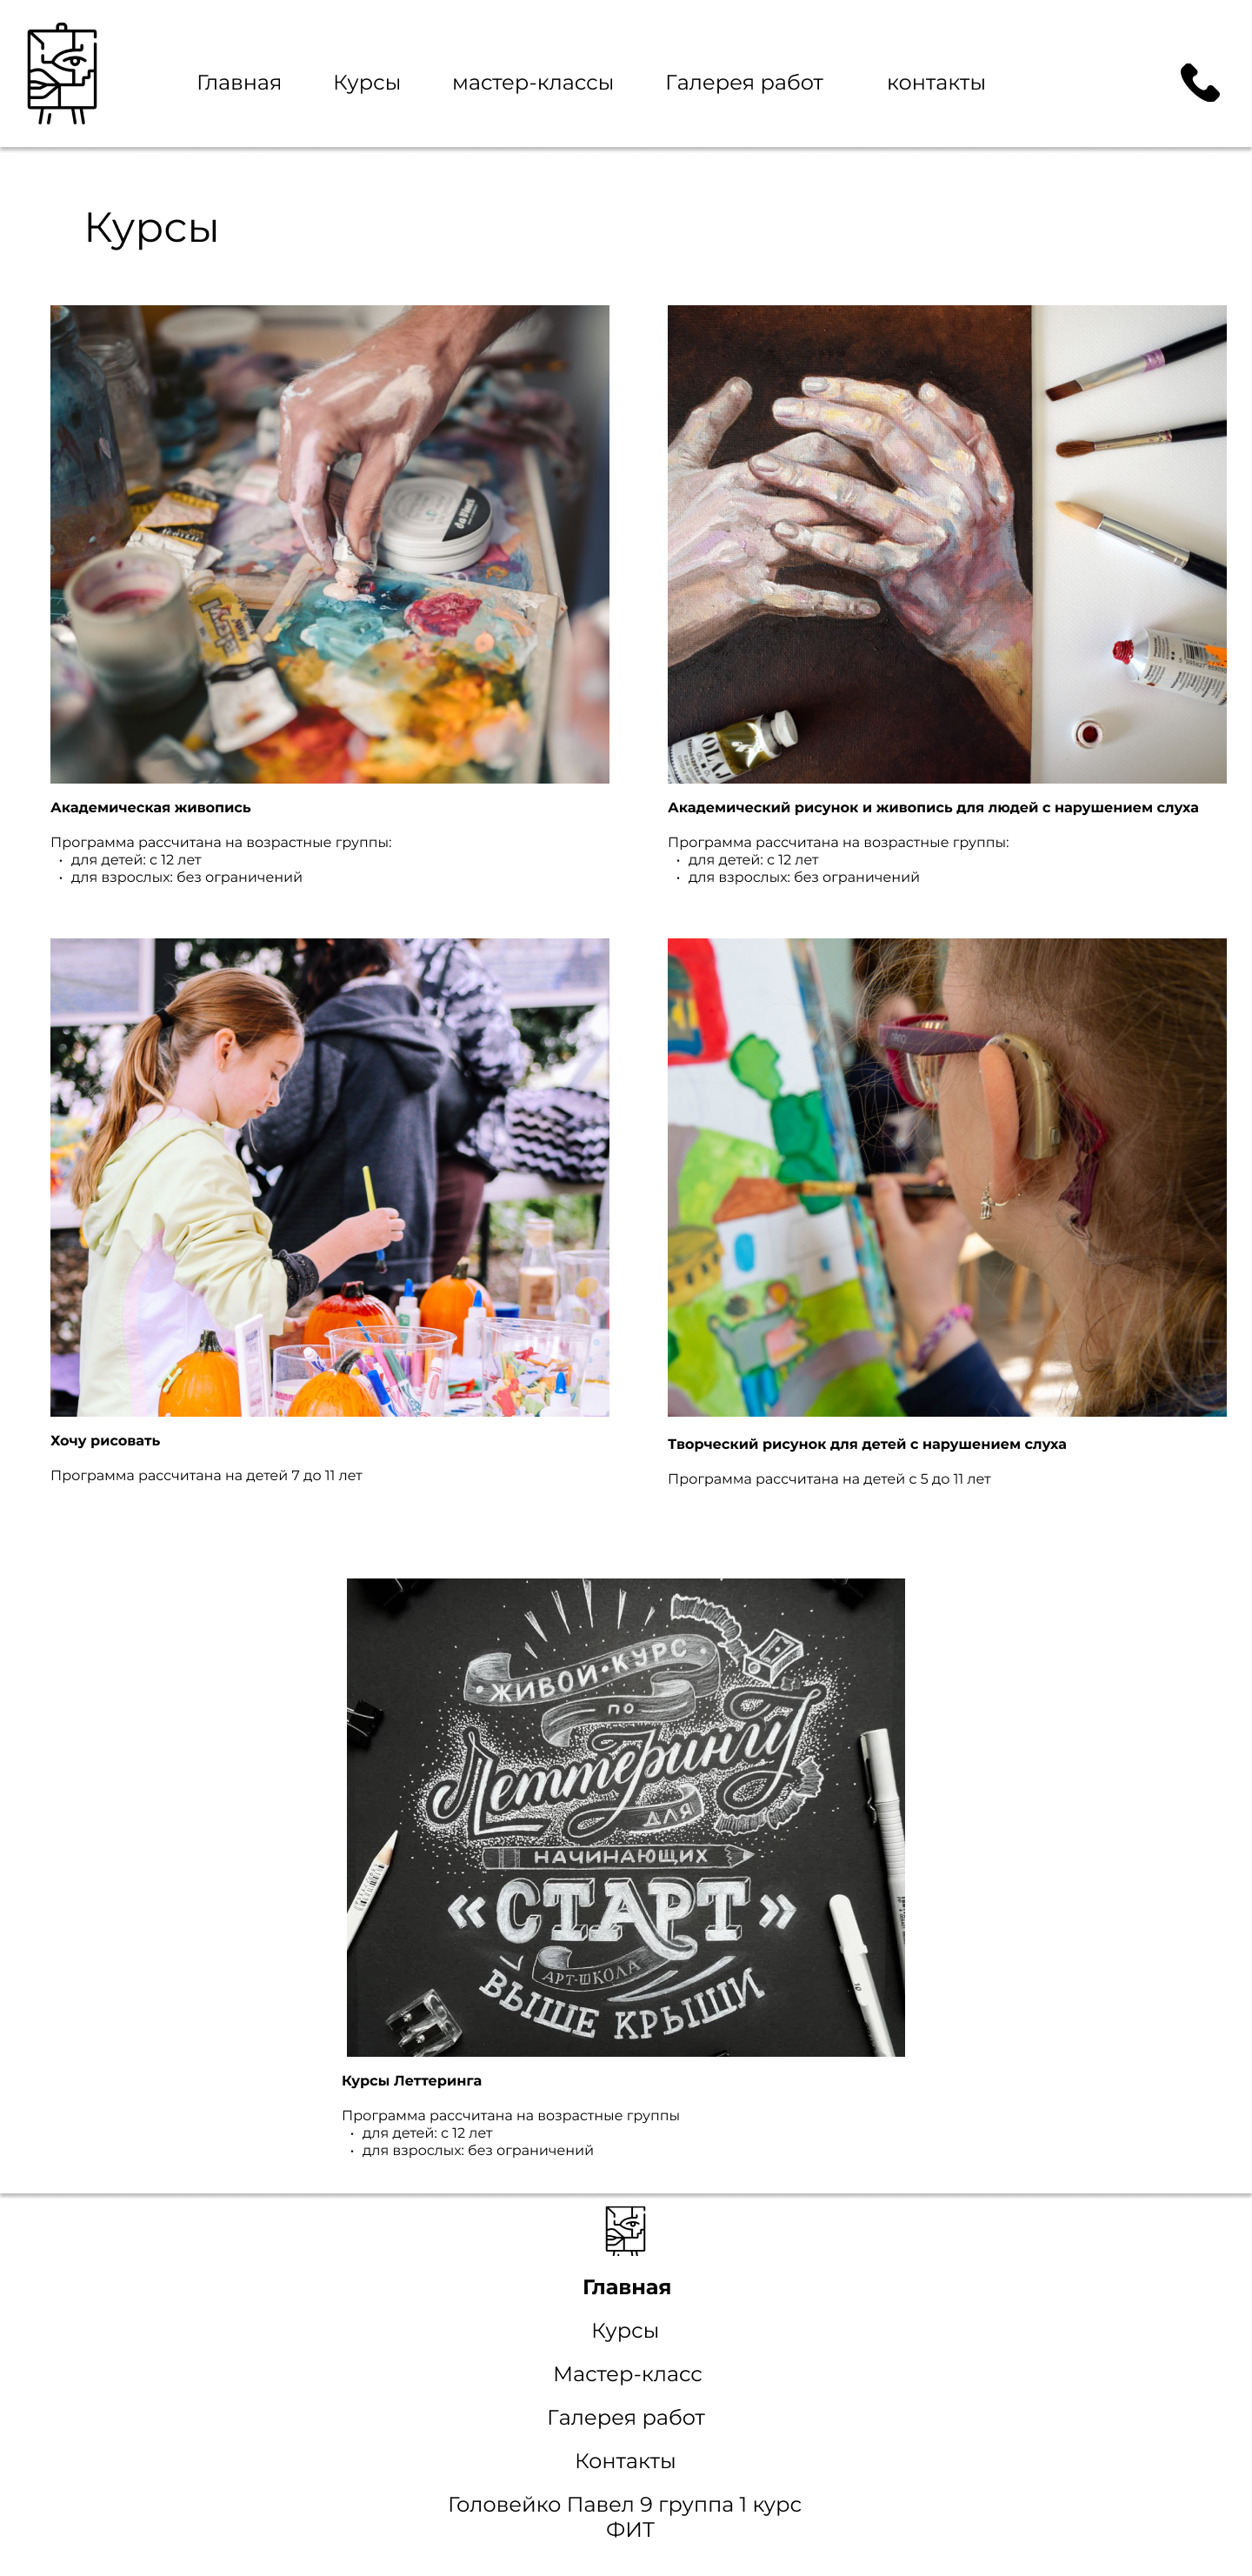 Главная Курсы мастер-классы Галерея работ контакты
Курсы
da Vinci
Академическая живопись
Программа рассчитана на возрастные группы:
• для детей: с 12 лет
• для взрослых: без ограничений
Академический рисунок и живопись для людей с нарушением слуха
Программа рассчитана на возрастные группы:
• для детей: с 12 лет
• для взрослых: без ограничений
Хочу рисовать
Программа рассчитана на детей 7 до 11 лет
Творческий рисунок для детей с нарушением слуха
Программа рассчитана на детей с 5 до 11 лет
• ЖИВОЙ • КУРС •
ПО
Леттерингу
ДЛЯ
НАЧИНАЮЩИХ
«СТАРТ»
АРТ-ШКОЛА
ВЫШЕ КРЫШИ
Курсы Леттеринга
Программа рассчитана на возрастные группы
• для детей: с 12 лет
• для взрослых: без ограничений
Главная
Курсы
Мастер-класс
Галерея работ
Контакты
Головейко Павел 9 группа 1 курс
ФИТ